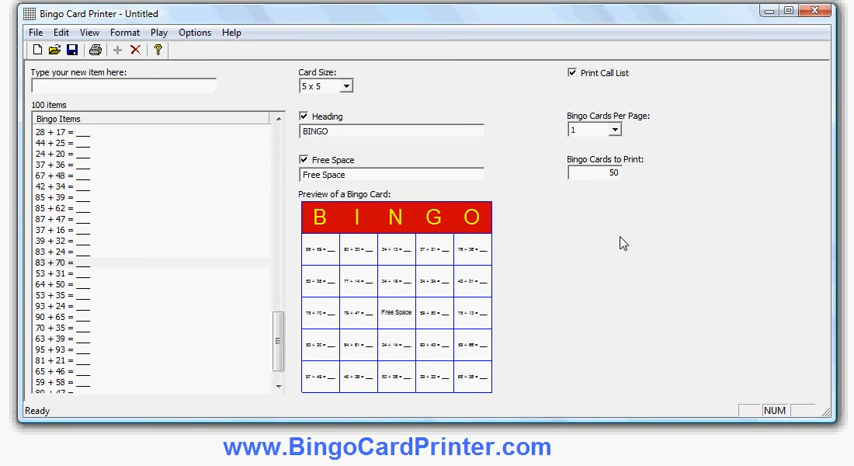 Bingo Card Printer - Untitled
File Edit View Format Play Options Help
Type your new item here:
100 items
Bingo Items
28 + 17 = ___
44 + 25 = ___
24 + 20 = ___
37 + 36 = ___
67 + 48 = ___
42 + 34 = ___
85 + 39 = ___
85 + 62 = ___
87 + 47 = ___
37 + 16 = ___
39 + 32 = ___
83 + 24 = ___
83 + 70 = ___
53 + 31 = ___
64 + 50 = ___
53 + 35 = ___
93 + 24 = ___
90 + 65 = ___
70 + 35 = ___
63 + 39 = ___
95 + 93 = ___
81 + 21 = ___
65 + 46 = ___
59 + 58 = ___
Card Size:
5 x 5
Heading
BINGO
Free Space
Free Space
Preview of a Bingo Card:
B I N G O
Free Space
Print Call List
Bingo Cards Per Page:
1
Bingo Cards to Print:
50
Ready
NUM
www.BingoCardPrinter.com